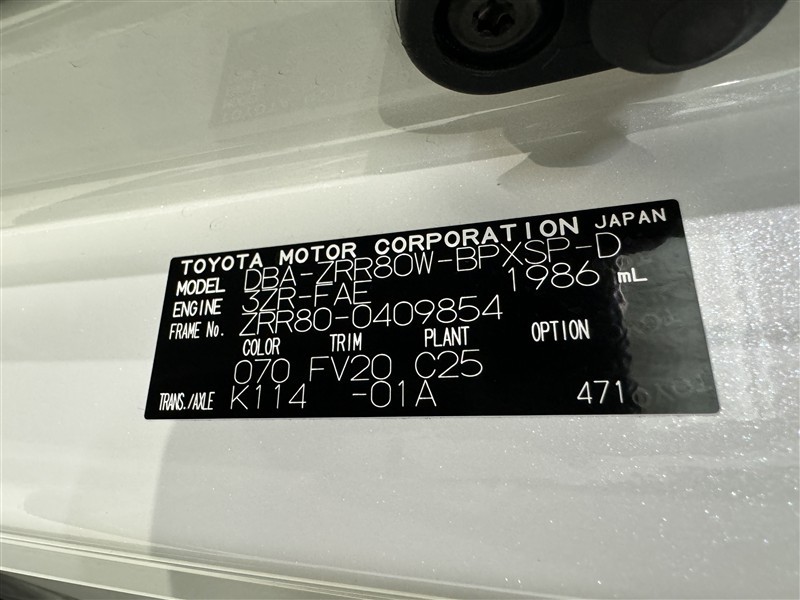 TOYOTA MOTOR CORPORATION JAPAN
MODEL DBA-ZRR80W-BPXSP-D
ENGINE 3ZR-FAE 1986 mL
FRAME No. ZRR80-0409854
COLOR TRIM PLANT OPTION
070 FV20 C25
TRANS./AXLE K114 -01A 471